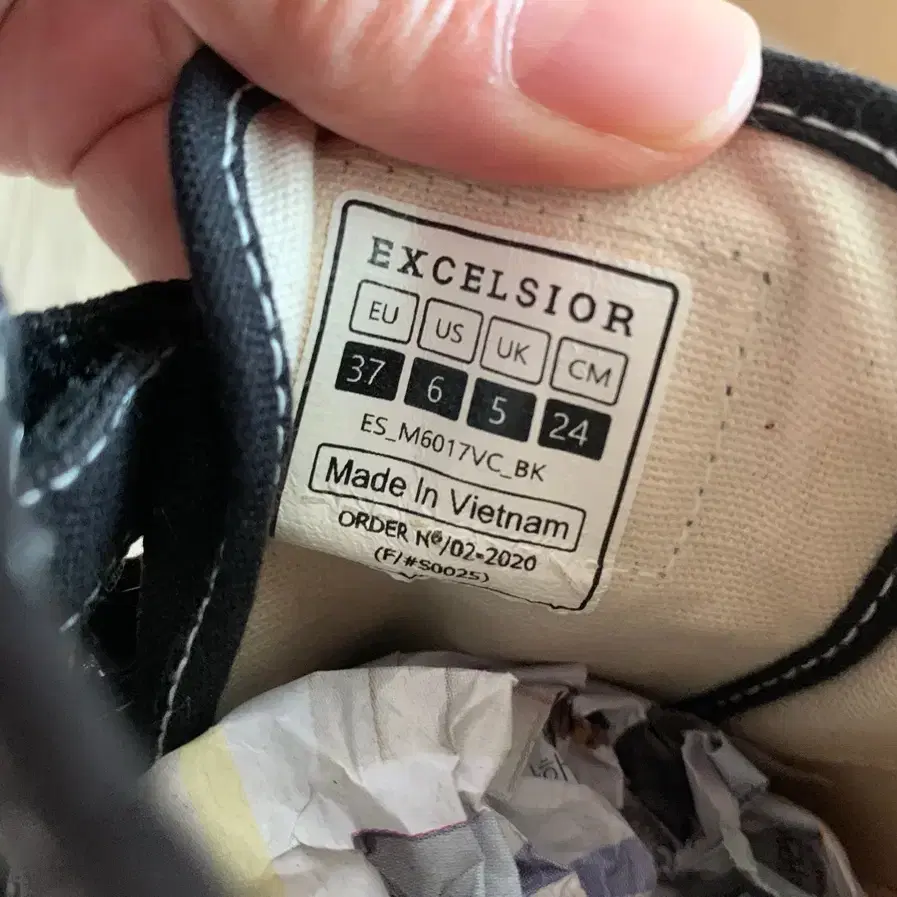 EXCELSIOR
EU US UK CM
37 6 5 24
ES_M6017VC_BK
Made In Vietnam
ORDER Nº/02-2020
(F/#S0025)